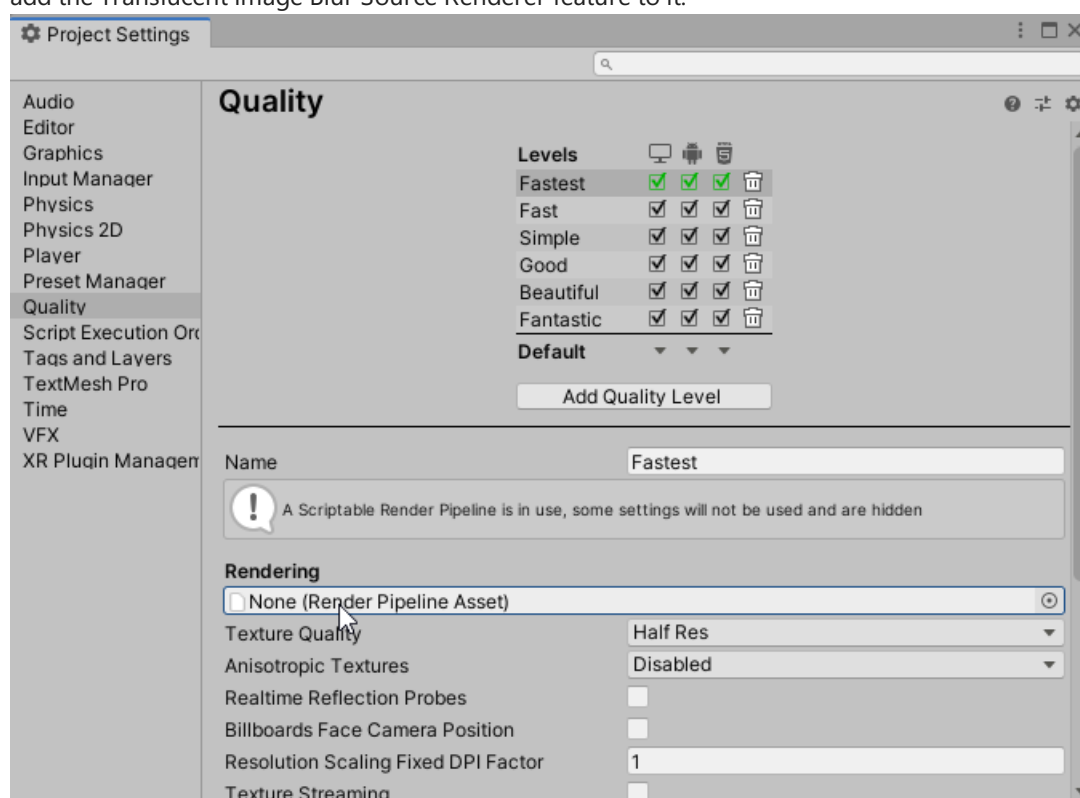 add the Translucent Image Blur Source Renderer feature to it.
Project Settings
Audio
Editor
Graphics
Input Manager
Physics
Physics 2D
Player
Preset Manager
Quality
Script Execution Ord
Tags and Layers
TextMesh Pro
Time
VFX
XR Plugin Managem
Quality
Levels
Fastest
Fast
Simple
Good
Beautiful
Fantastic
Default
Add Quality Level
Name Fastest
A Scriptable Render Pipeline is in use, some settings will not be used and are hidden
Rendering
None (Render Pipeline Asset)
Texture Quality Half Res
Anisotropic Textures Disabled
Realtime Reflection Probes
Billboards Face Camera Position
Resolution Scaling Fixed DPI Factor 1
Texture Streaming